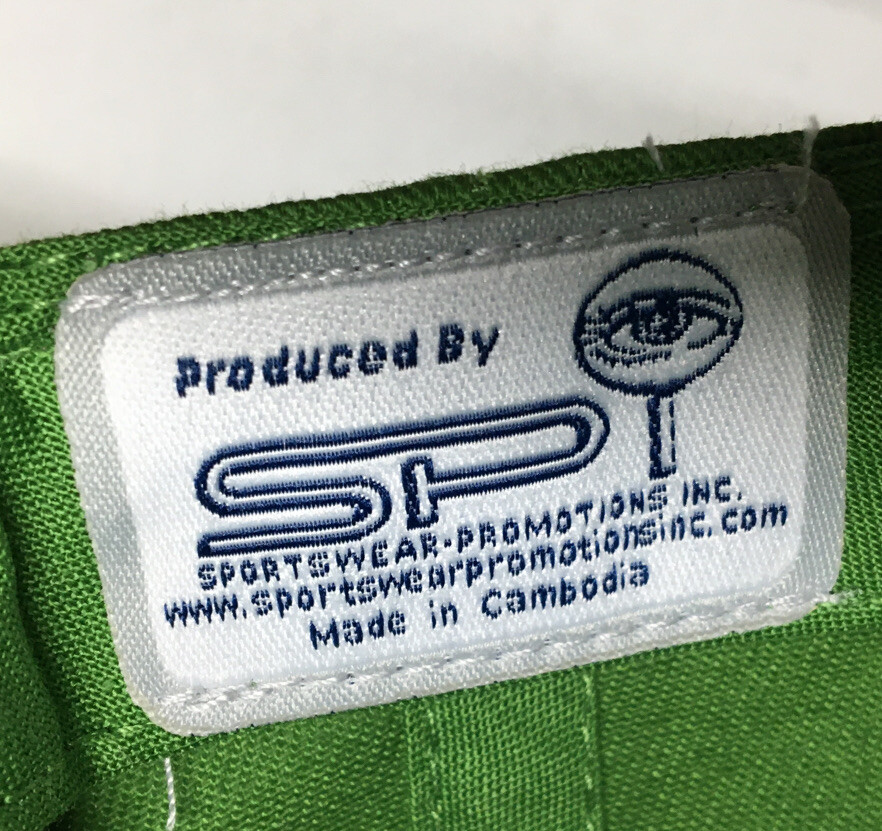 Produced By
SPI
SPORTSWEAR-PROMOTIONS INC.
www.sportswearpromotionsinc.com
Made in Cambodia